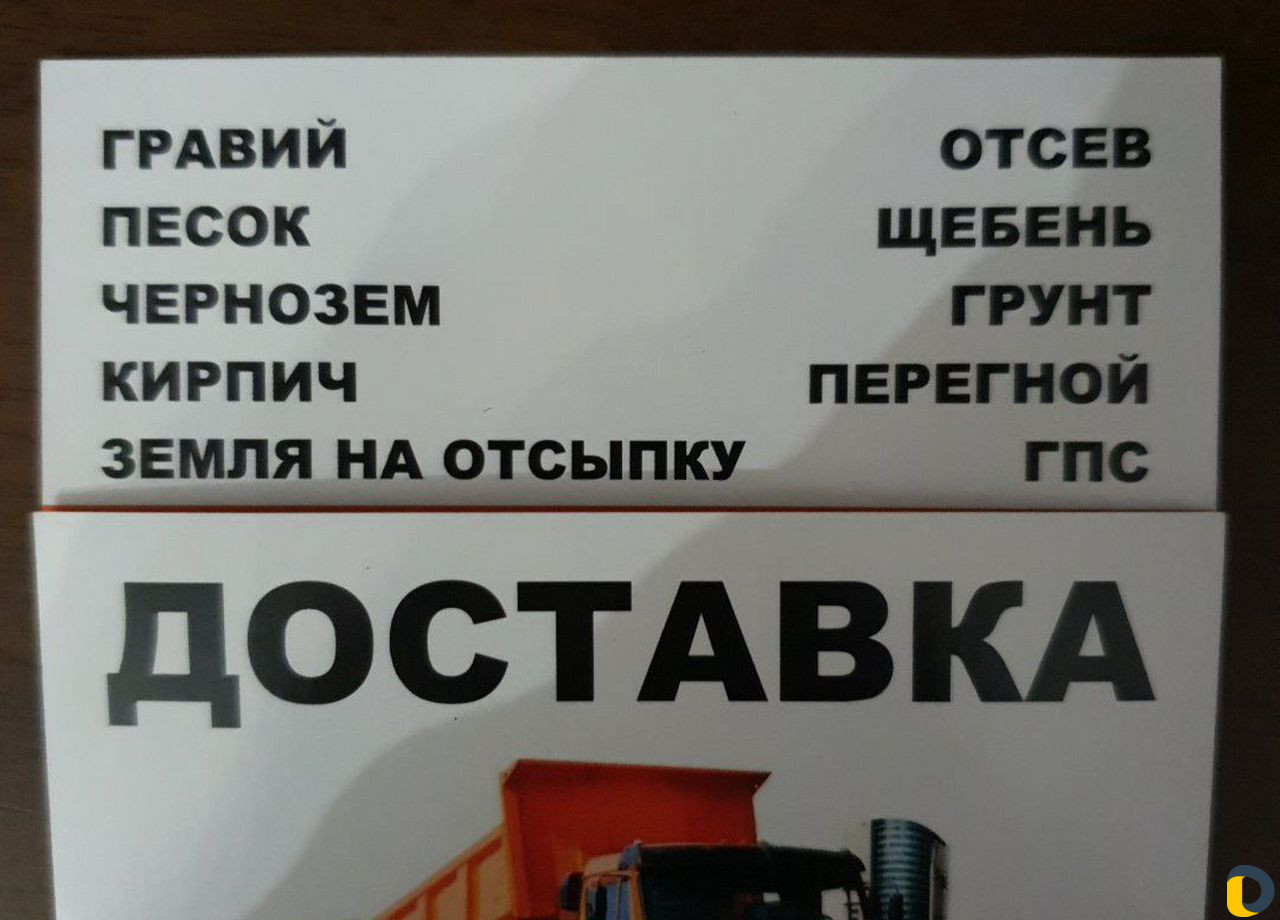 ГРАВИЙ ОТСЕВ
ПЕСОК ЩЕБЕНЬ
ЧЕРНОЗЕМ ГРУНТ
КИРПИЧ ПЕРЕГНОЙ
ЗЕМЛЯ НА ОТСЫПКУ ГПС
ДОСТАВКА